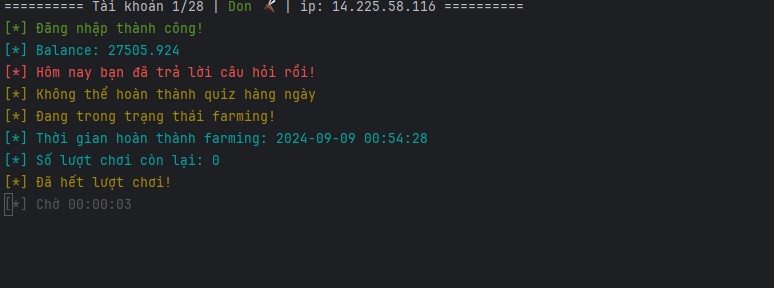 ========== Tài khoản 1/28 | Don | ip: 14.225.58.116 ==========
[*] Đăng nhập thành công!
[*] Balance: 27505.924
[*] Hôm nay bạn đã trả lời câu hỏi rồi!
[*] Không thể hoàn thành quiz hàng ngày
[*] Đang trong trạng thái farming!
[*] Thời gian hoàn thành farming: 2024-09-09 00:54:28
[*] Số lượt chơi còn lại: 0
[*] Đã hết lượt chơi!
[*] Chờ 00:00:03